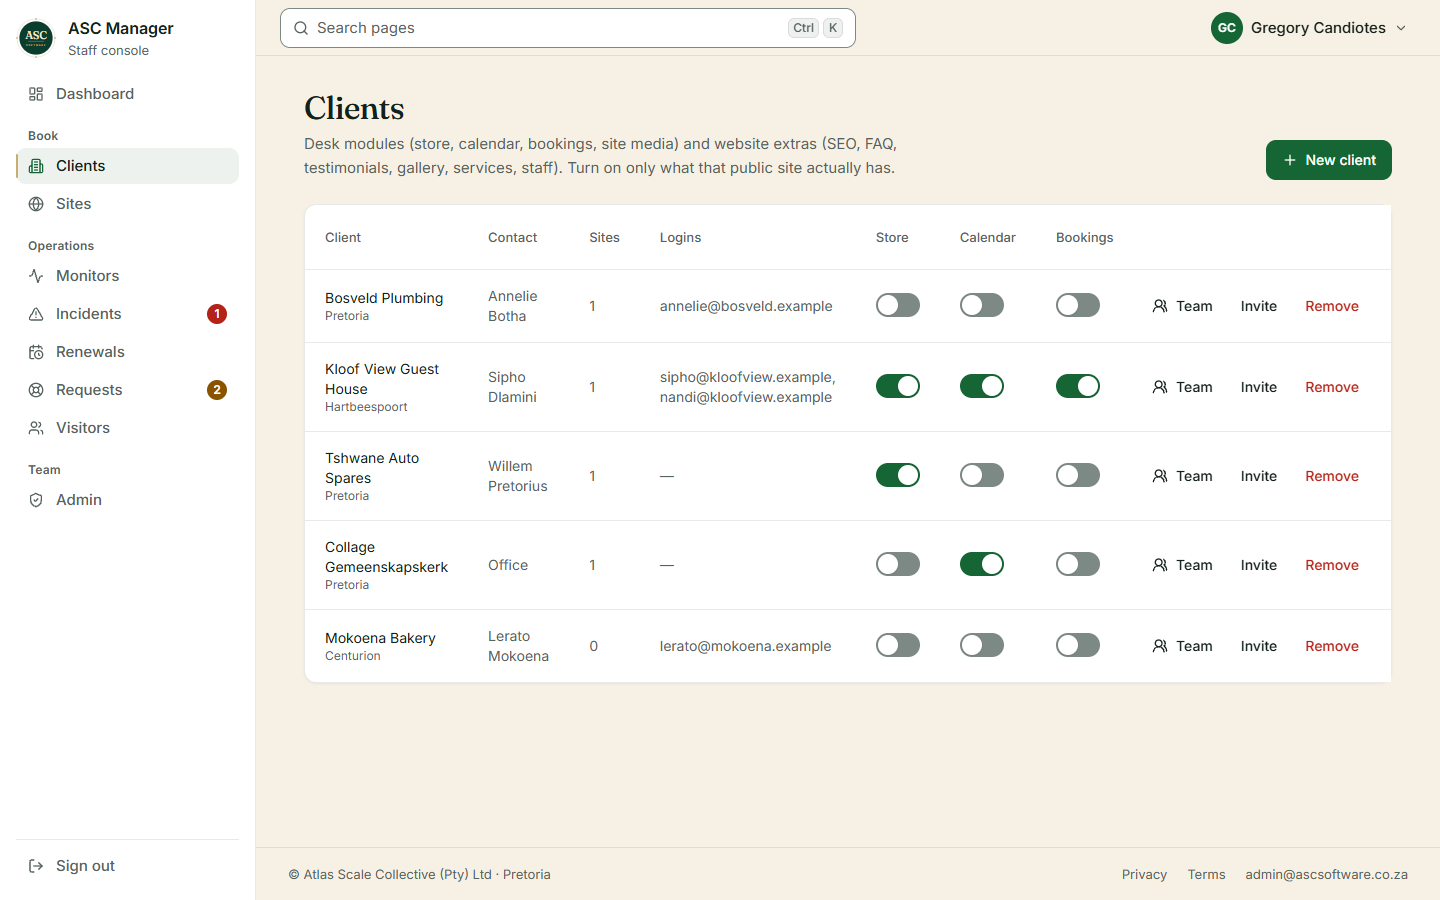 ASC
ASC Manager
Staff console
Search pages
Ctrl K
GC Gregory Candiotes
Dashboard
Book
Clients
Sites
Operations
Monitors
Incidents 1
Renewals
Requests 2
Visitors
Team
Admin
Sign out
Clients
Desk modules (store, calendar, bookings, site media) and website extras (SEO, FAQ,
testimonials, gallery, services, staff). Turn on only what that public site actually has.
New client
Client Contact Sites Logins Store Calendar Bookings
Bosveld Plumbing
Pretoria
Annelie
Botha
1
annelie@bosveld.example
Team Invite Remove
Kloof View Guest
House
Hartbeespoort
Sipho
Dlamini
1
sipho@kloofview.example,
nandi@kloofview.example
Team Invite Remove
Tshwane Auto
Spares
Pretoria
Willem
Pretorius
1
—
Team Invite Remove
Collage
Gemeenskapskerk
Pretoria
Office
1
—
Team Invite Remove
Mokoena Bakery
Centurion
Lerato
Mokoena
0
lerato@mokoena.example
Team Invite Remove
© Atlas Scale Collective (Pty) Ltd · Pretoria
Privacy Terms admin@ascsoftware.co.za